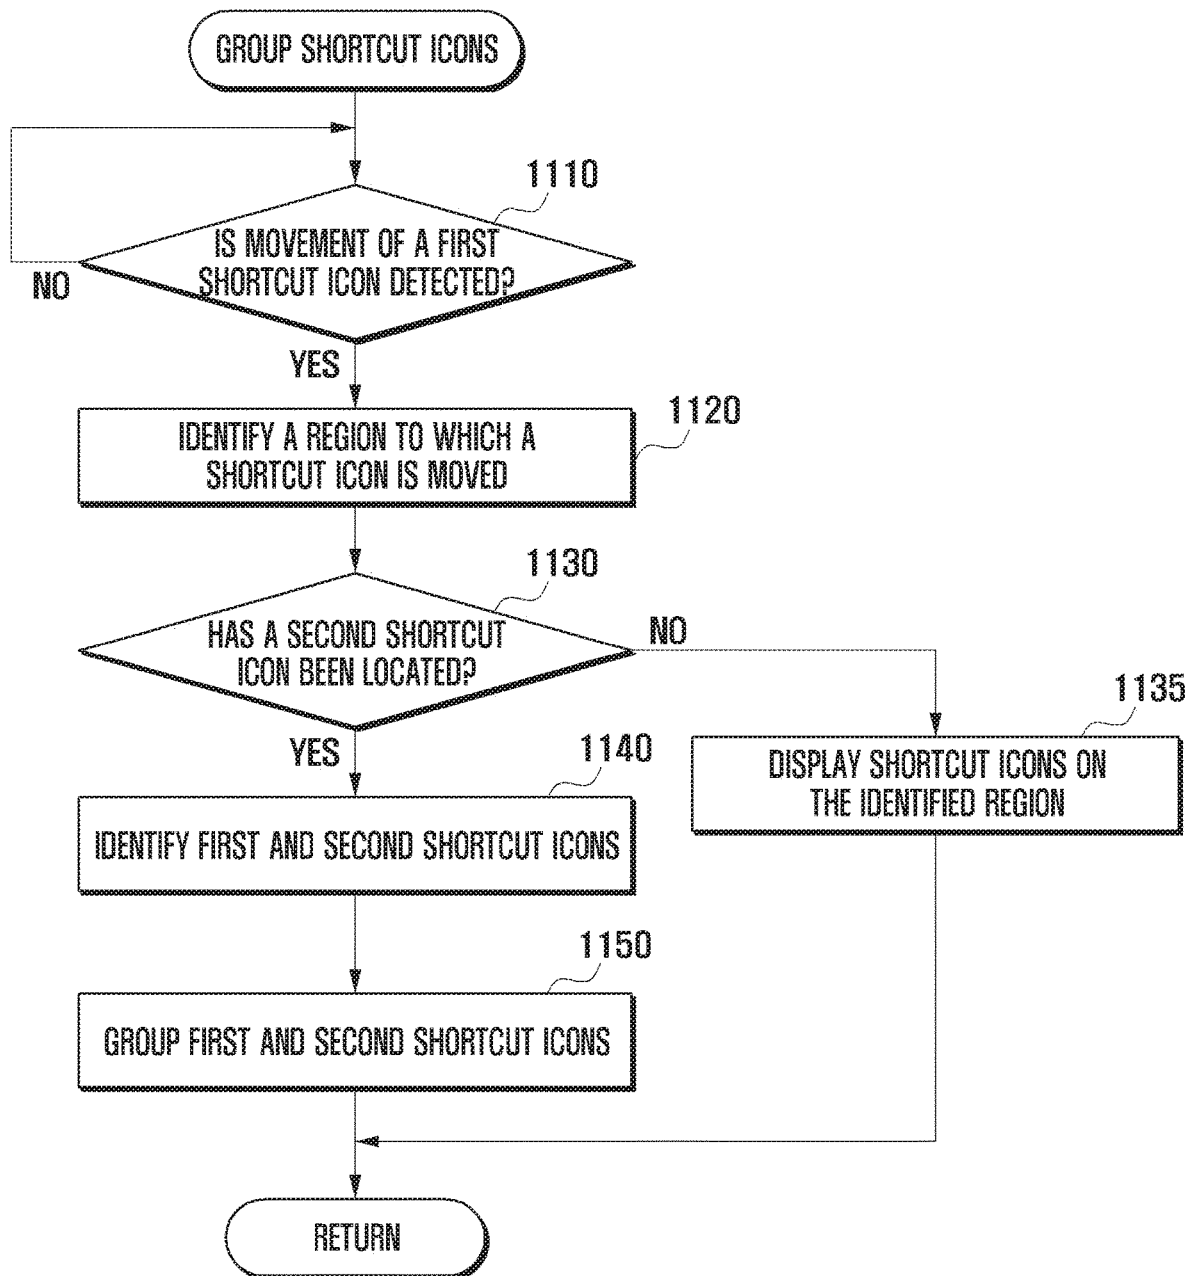 GROUP SHORTCUT ICONS
1110
IS MOVEMENT OF A FIRST
SHORTCUT ICON DETECTED?
NO
YES
1120
IDENTIFY A REGION TO WHICH A
SHORTCUT ICON IS MOVED
1130
HAS A SECOND SHORTCUT
ICON BEEN LOCATED?
NO
YES
1135
DISPLAY SHORTCUT ICONS ON
THE IDENTIFIED REGION
1140
IDENTIFY FIRST AND SECOND SHORTCUT ICONS
1150
GROUP FIRST AND SECOND SHORTCUT ICONS
RETURN